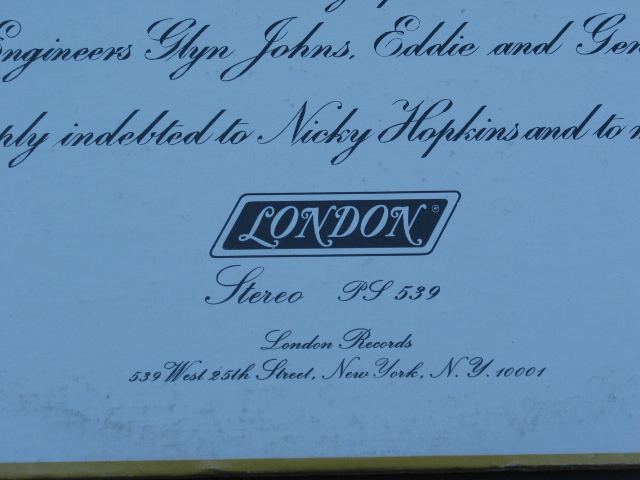 Engineers Glyn Johns, Eddie and
indebted to Nicky Hopkins and to
LONDON ®
Stereo PS 539
London Records
539 West 25th Street, New York, N.Y. 10001